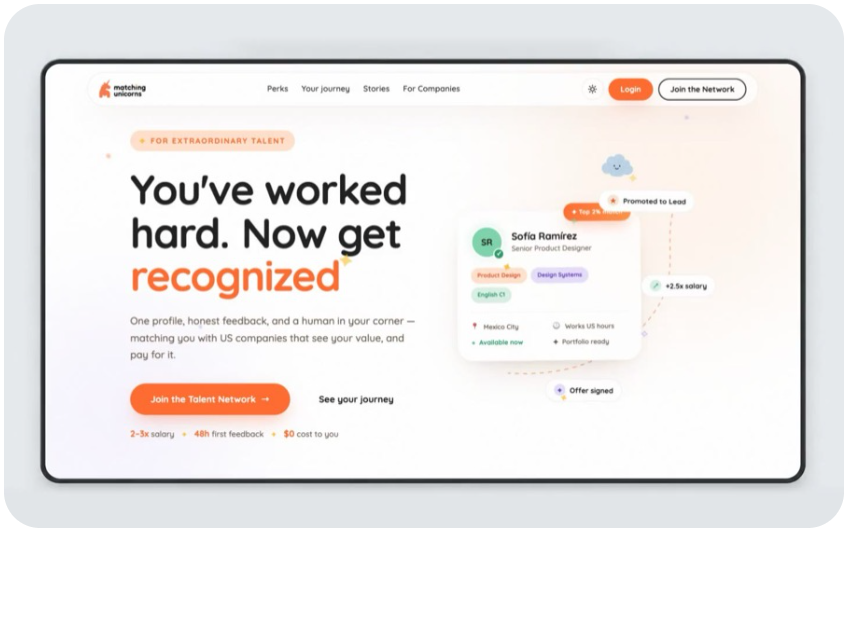 matching
unicorns
Perks
Your journey
Stories
For Companies
Login
Join the Network
FOR EXTRAORDINARY TALENT
You've worked
hard. Now get
recognized
One profile, honest feedback, and a human in your corner —
matching you with US companies that see your value, and
pay for it.
Join the Talent Network →
See your journey
2–3x salary
48h first feedback
$0 cost to you
Promoted to Lead
Top 3%
SR
Sofía Ramírez
Senior Product Designer
Product Design
Design Systems
English C1
Mexico City
Works US hours
Available now
Portfolio ready
+2.5x salary
Offer signed